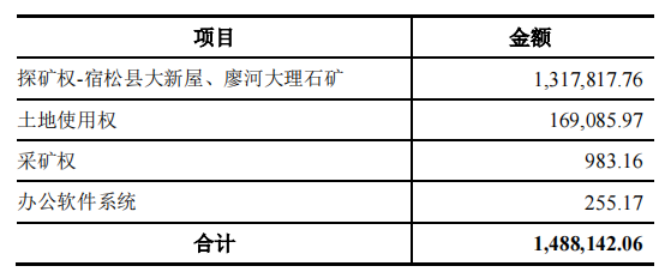 项目 金额
探矿权-宿松县大新屋、廖河大理石矿 1,317,817.76
土地使用权 169,085.97
采矿权 983.16
办公软件系统 255.17
合计 1,488,142.06